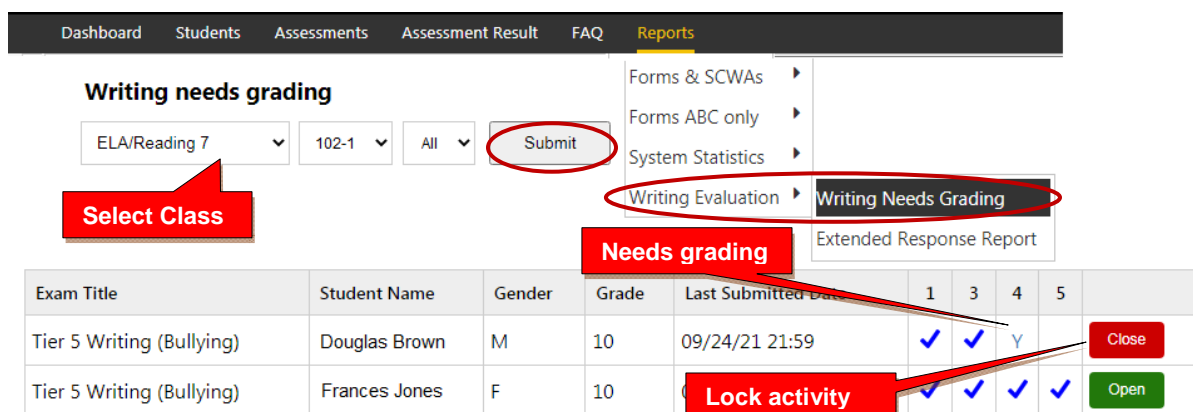 Dashboard Students Assessments Assessment Result FAQ Reports
Writing needs grading
ELA/Reading 7 102-1 All Submit
Select Class
Forms & SCWAs
Forms ABC only
System Statistics
Writing Evaluation
Writing Needs Grading
Extended Response Report
Needs grading
Exam Title Student Name Gender Grade Last Submitted Date 1 3 4 5
Tier 5 Writing (Bullying) Douglas Brown M 10 09/24/21 21:59 Y Close
Tier 5 Writing (Bullying) Frances Jones F 10 Open
Lock activity